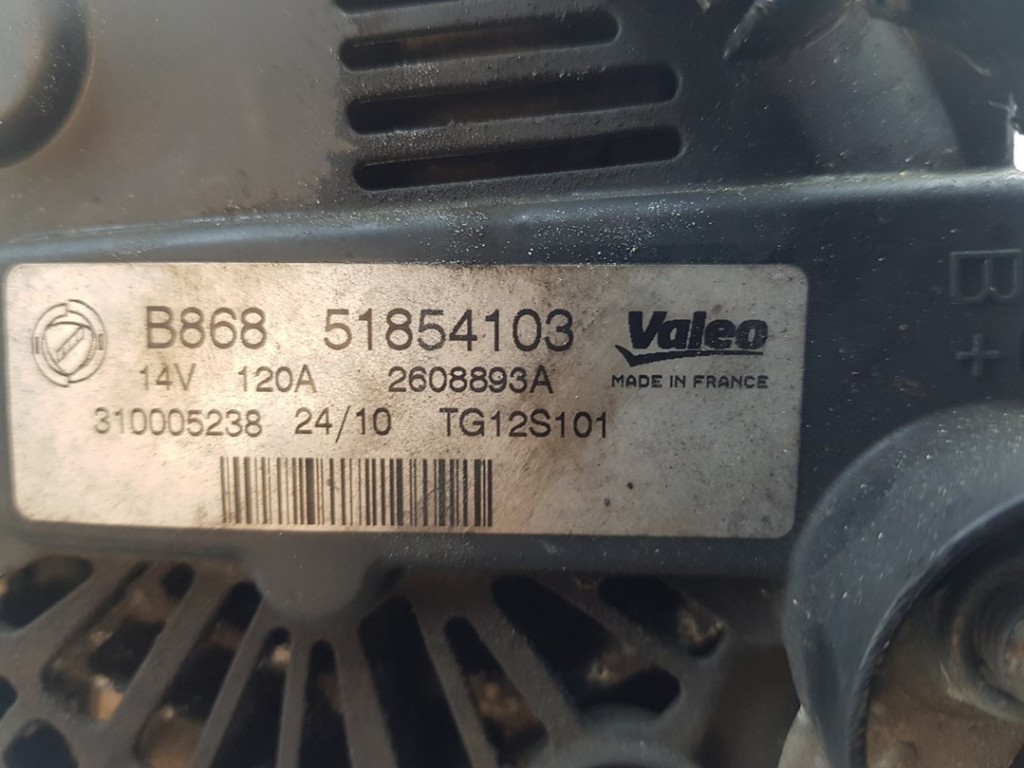 B868 51854103 Valeo
14V 120A 2608893A MADE IN FRANCE
310005238 24/10 TG12S101
B+